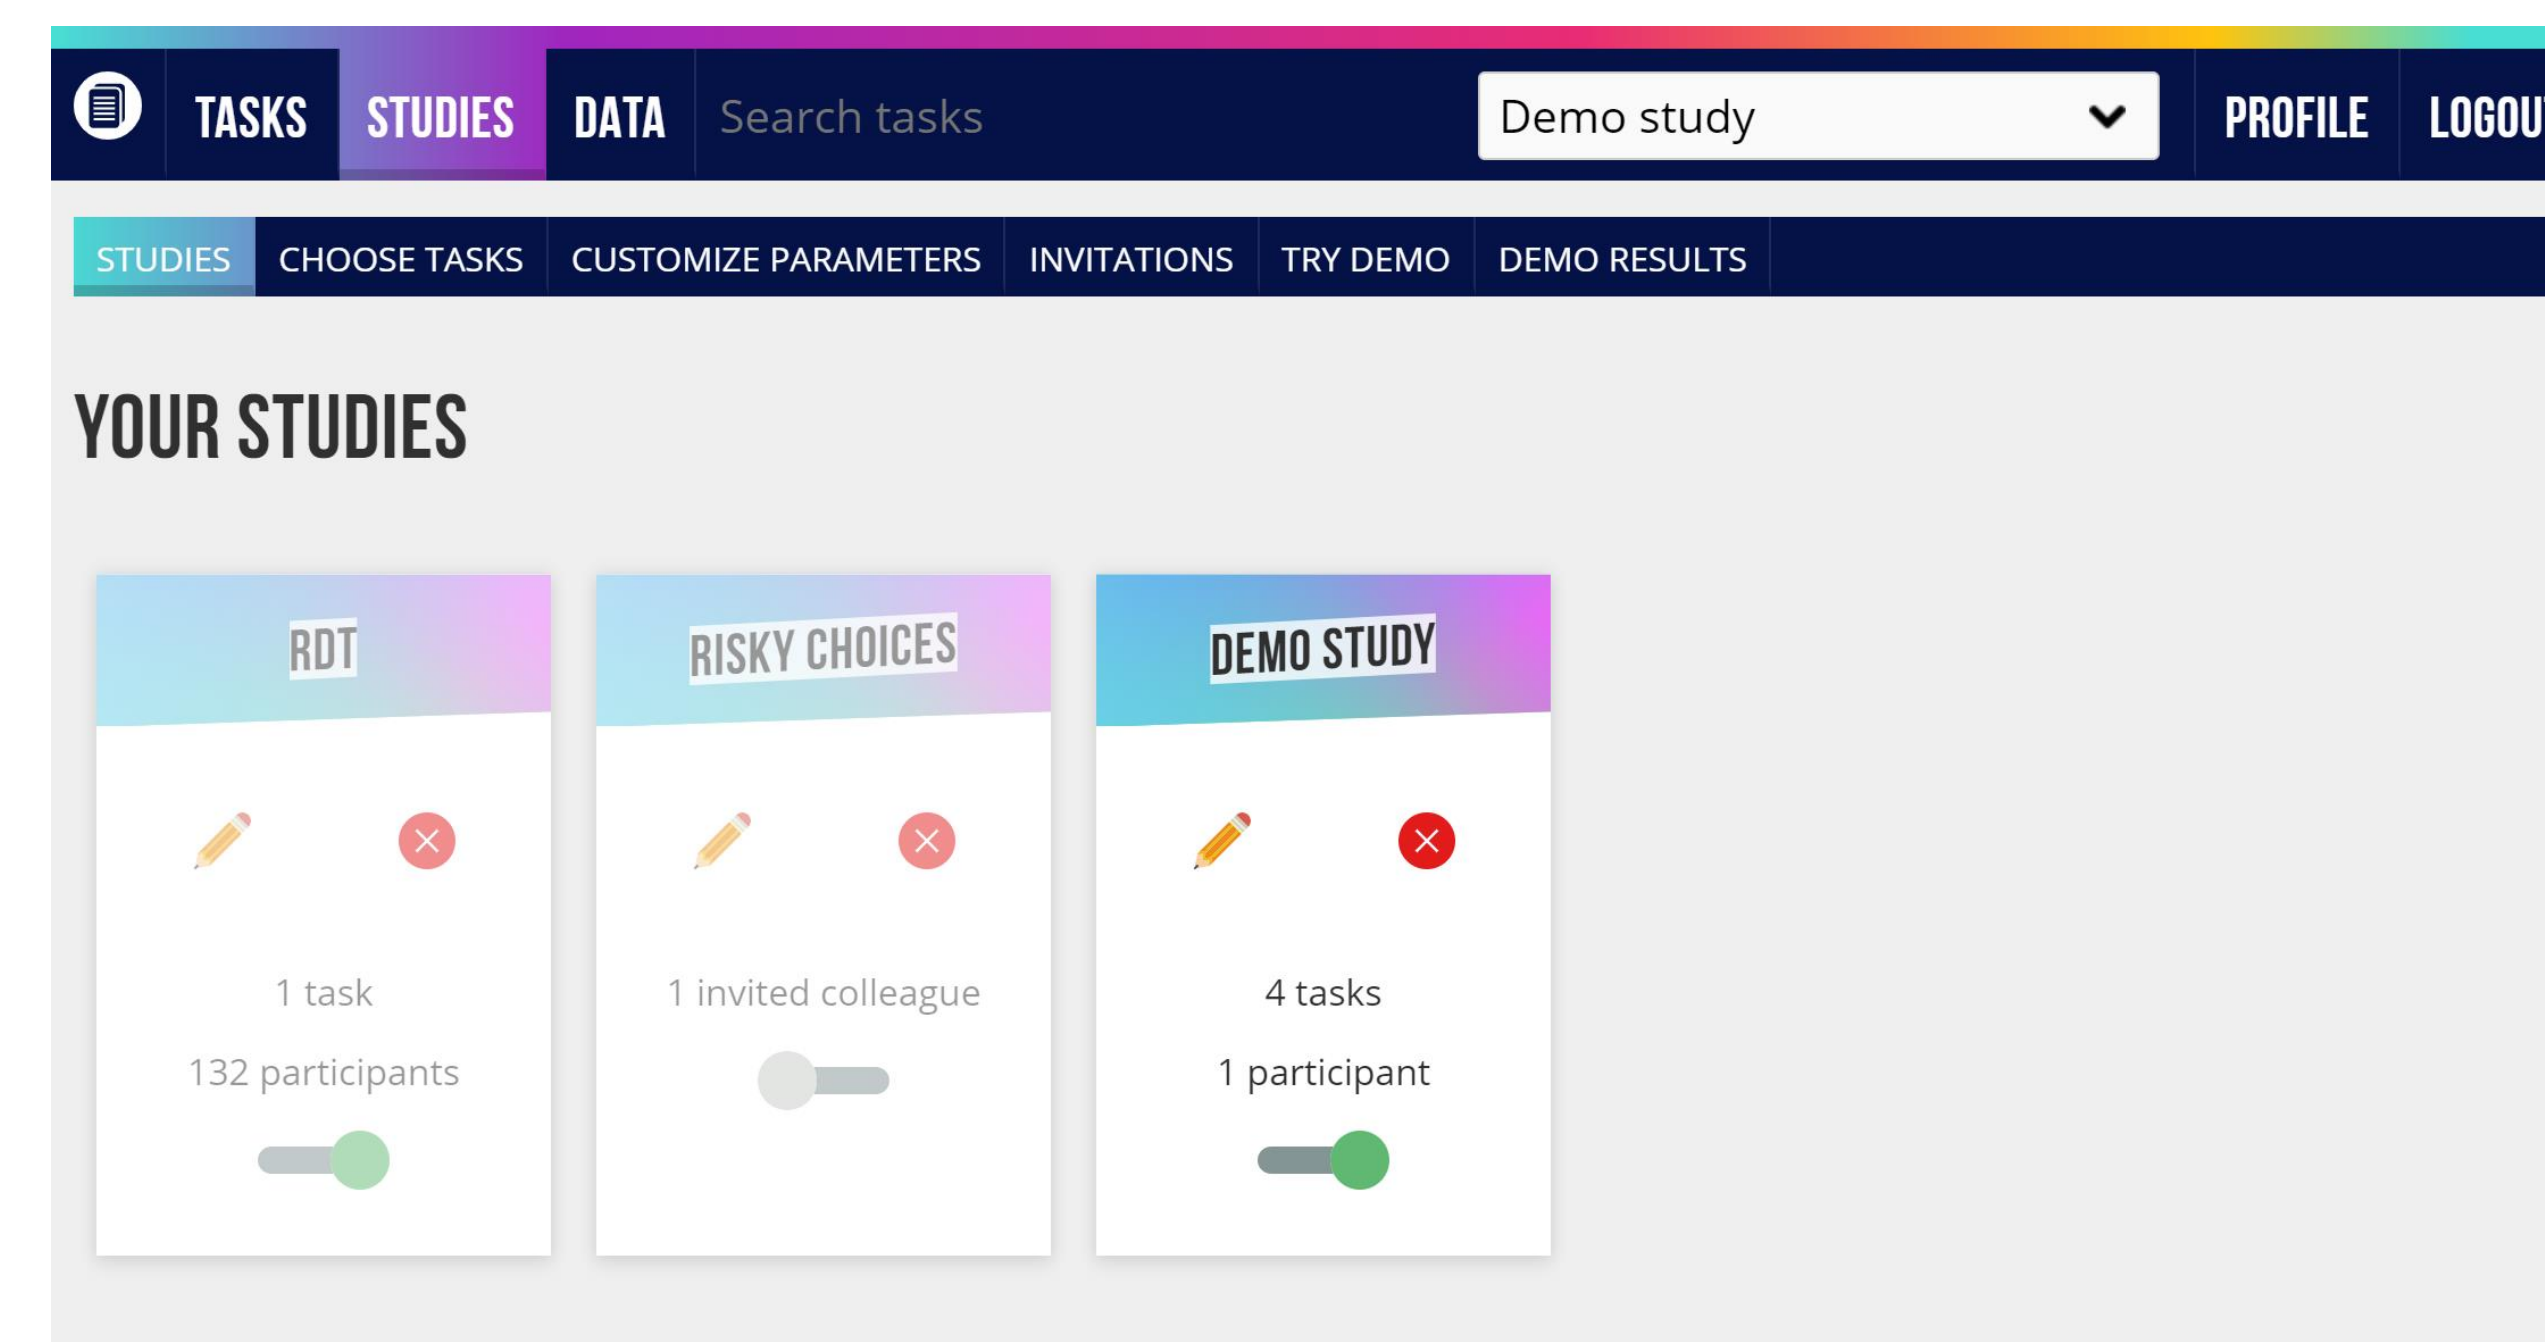 TASKS STUDIES DATA Search tasks Demo study PROFILE LOGOU
STUDIES CHOOSE TASKS CUSTOMIZE PARAMETERS INVITATIONS TRY DEMO DEMO RESULTS
YOUR STUDIES
RDT
1 task
132 participants
RISKY CHOICES
1 invited colleague
DEMO STUDY
4 tasks
1 participant